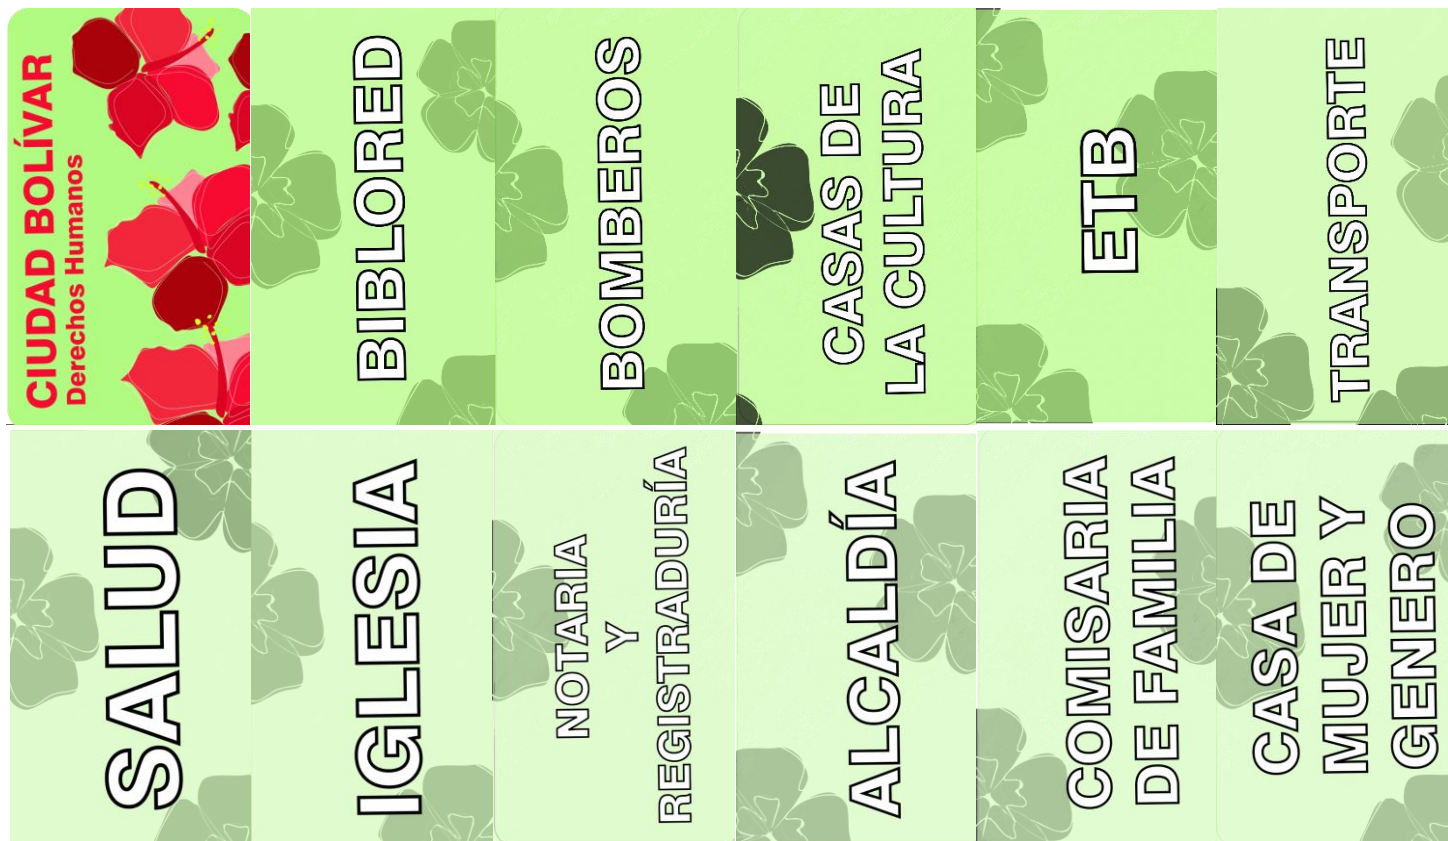 CIUDAD BOLÍVAR
Derechos Humanos
BIBLORED
BOMBEROS
CASAS DE
LA CULTURA
ETB
TRANSPORTE
SALUD
IGLESIA
NOTARIA
Y
REGISTRADURÍA
ALCALDÍA
COMISARIA
DE FAMILIA
CASA DE
MUJER Y
GENERO